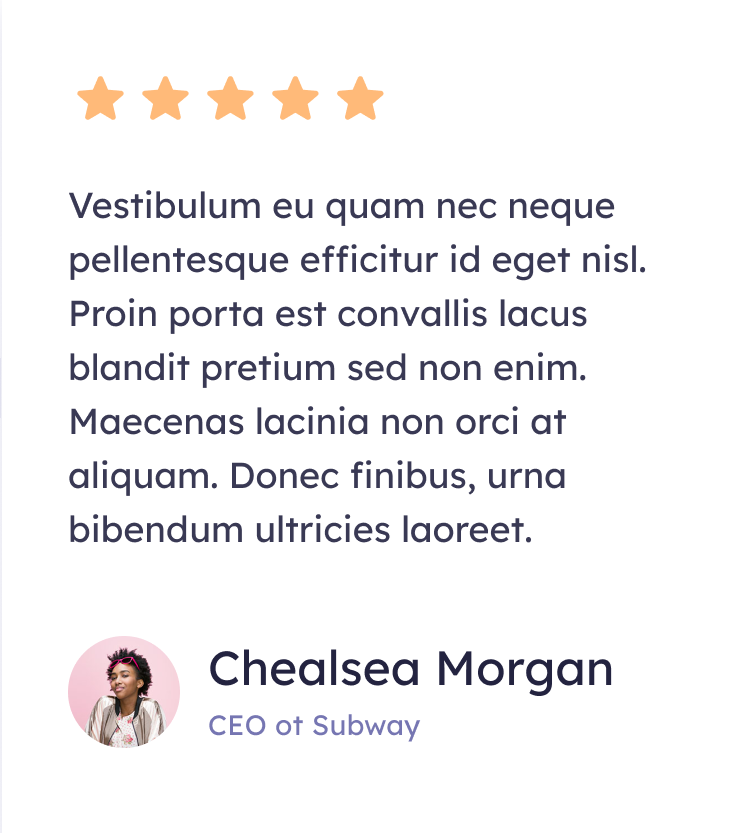 Vestibulum eu quam nec neque
pellentesque efficitur id eget nisl.
Proin porta est convallis lacus
blandit pretium sed non enim.
Maecenas lacinia non orci at
aliquam. Donec finibus, urna
bibendum ultricies laoreet.
Chealsea Morgan
CEO ot Subway